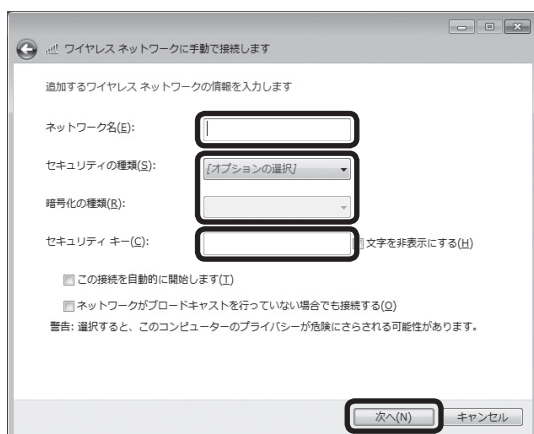 ワイヤレス ネットワークに手動で接続します
追加するワイヤレス ネットワークの情報を入力します
ネットワーク名(E):
セキュリティの種類(S): [オプションの選択]
暗号化の種類(R):
セキュリティ キー(C): 文字を非表示にする(H)
この接続を自動的に開始します(T)
ネットワークがブロードキャストを行っていない場合でも接続する(O)
警告: 選択すると、このコンピューターのプライバシーが危険にさらされる可能性があります。
次へ(N) キャンセル